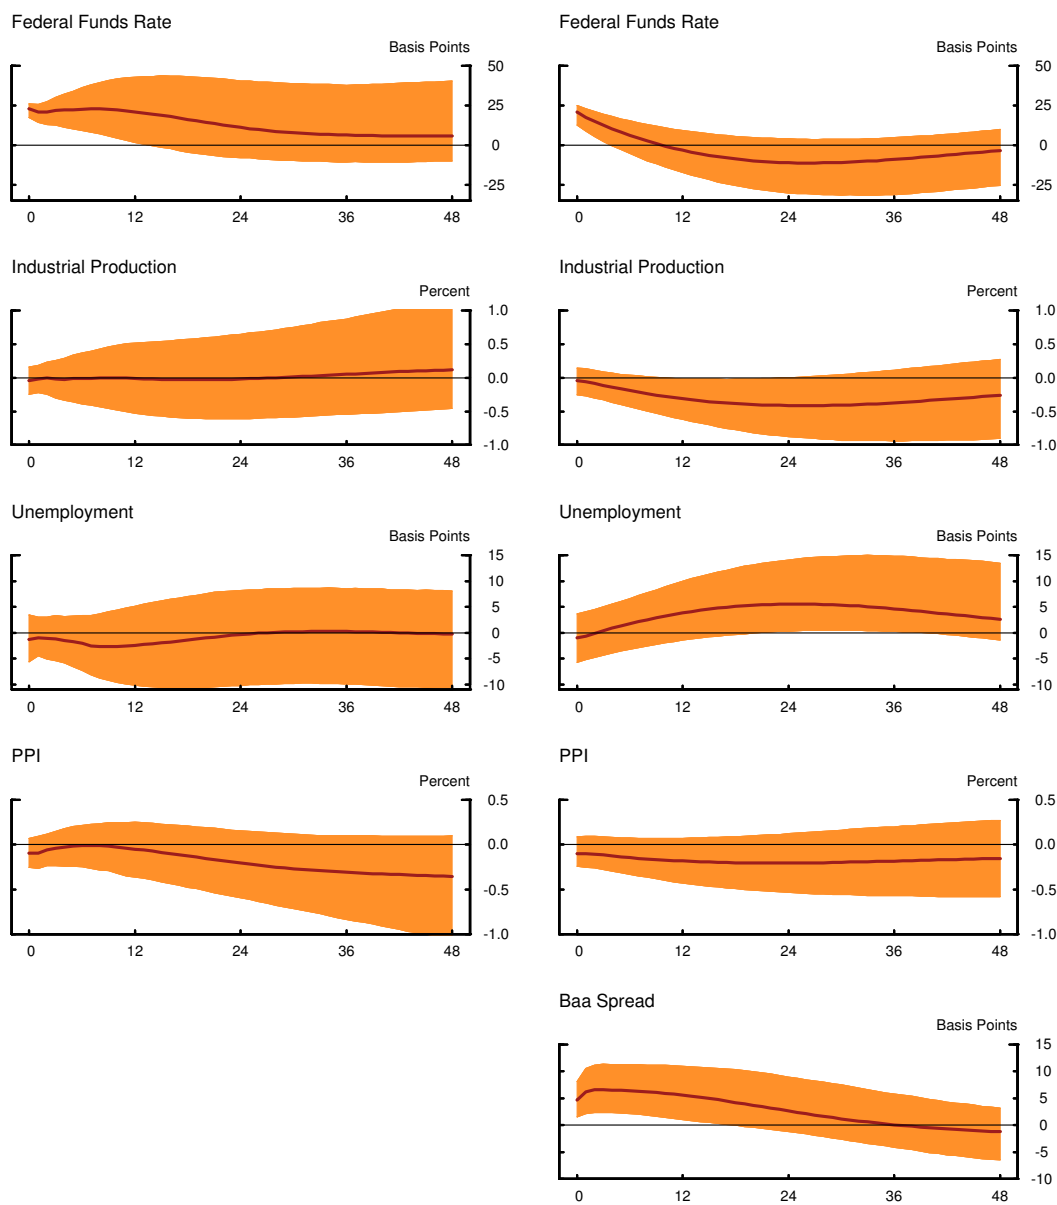 Federal Funds Rate
Basis Points
50
25
0
-25
0 12 24 36 48
Industrial Production
Percent
1.0
0.5
0.0
-0.5
-1.0
0 12 24 36 48
Unemployment
Basis Points
15
10
5
0
-5
-10
0 12 24 36 48
PPI
Percent
0.5
0.0
-0.5
-1.0
0 12 24 36 48
Federal Funds Rate
Basis Points
50
25
0
-25
0 12 24 36 48
Industrial Production
Percent
1.0
0.5
0.0
-0.5
-1.0
0 12 24 36 48
Unemployment
Basis Points
15
10
5
0
-5
-10
0 12 24 36 48
PPI
Percent
0.5
0.0
-0.5
-1.0
0 12 24 36 48
Baa Spread
Basis Points
15
10
5
0
-5
-10
0 12 24 36 48